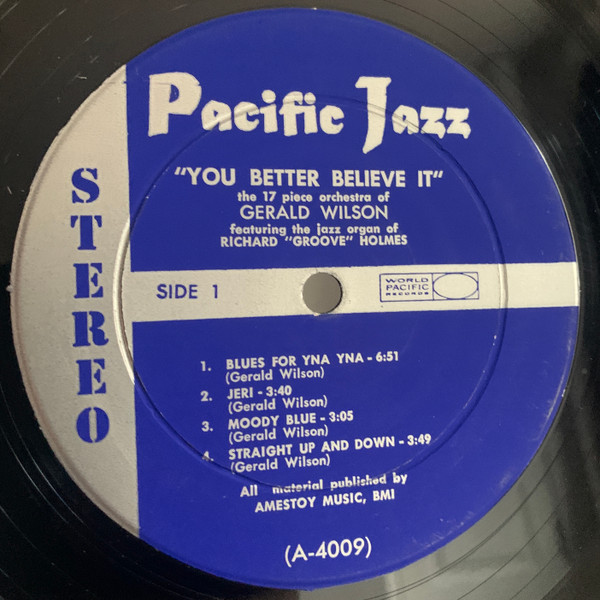 Pacific Jazz
STEREO
"YOU BETTER BELIEVE IT"
the 17 piece orchestra of
GERALD WILSON
featuring the jazz organ of
RICHARD "GROOVE" HOLMES
SIDE 1
WORLD
PACIFIC
RECORDS
1. BLUES FOR YNA YNA - 6:51
(Gerald Wilson)
2. JERI - 3:40
(Gerald Wilson)
3. MOODY BLUE - 3:05
(Gerald Wilson)
4. STRAIGHT UP AND DOWN - 3:49
(Gerald Wilson)
All material published by
AMESTOY MUSIC, BMI
(A-4009)